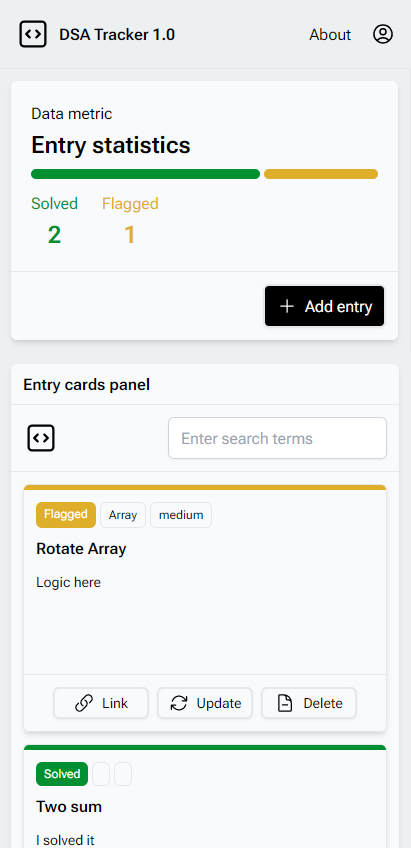 DSA Tracker 1.0 About
Data metric
Entry statistics
Solved Flagged
2 1
Add entry
Entry cards panel
Enter search terms
Flagged Array medium
Rotate Array
Logic here
Link Update Delete
Solved
Two sum
I solved it